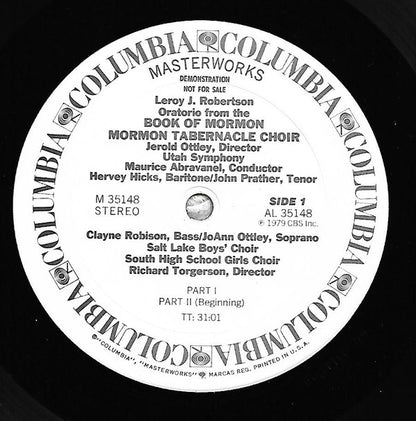 COLUMBIA COLUMBIA COLUMBIA COLUMBIA COLUMBIA COLUMBIA COLUMBIA COLUMBIA
MASTERWORKS
DEMONSTRATION
NOT FOR SALE
Leroy J. Robertson
Oratorio from the
BOOK OF MORMON
MORMON TABERNACLE CHOIR
Jerold Ottley, Director
Utah Symphony
Maurice Abravanel, Conductor
Hervey Hicks, Baritone/John Prather, Tenor
M 35148
STEREO
SIDE 1
AL 35148
℗ 1979 CBS Inc.
Clayne Robison, Bass/JoAnn Ottley, Soprano
Salt Lake Boys' Choir
South High School Girls Choir
Richard Torgerson, Director
PART I
PART II (Beginning)
TT: 31:01
®"COLUMBIA", "MASTERWORKS" MARCAS REG. PRINTED IN U.S.A.